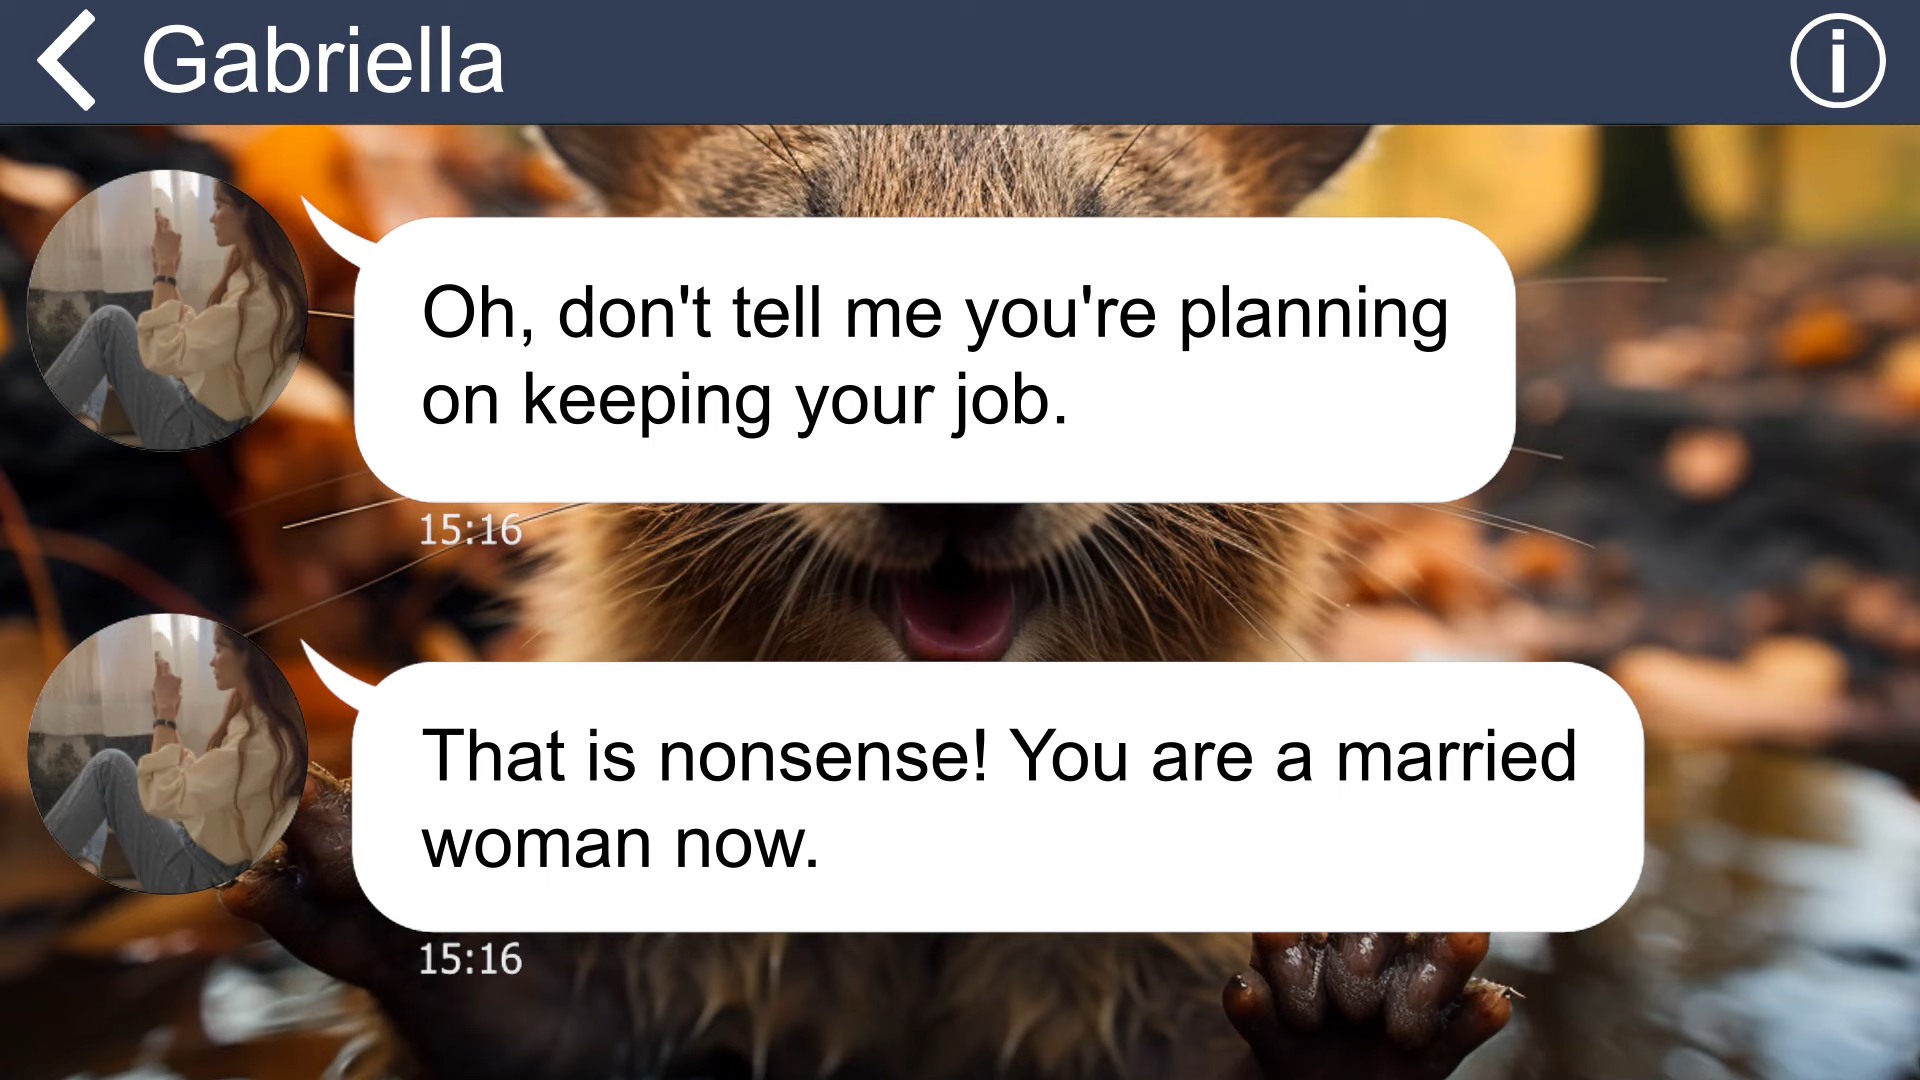 Gabriella
Oh, don't tell me you're planning
on keeping your job.
15:16
That is nonsense! You are a married
woman now.
15:16